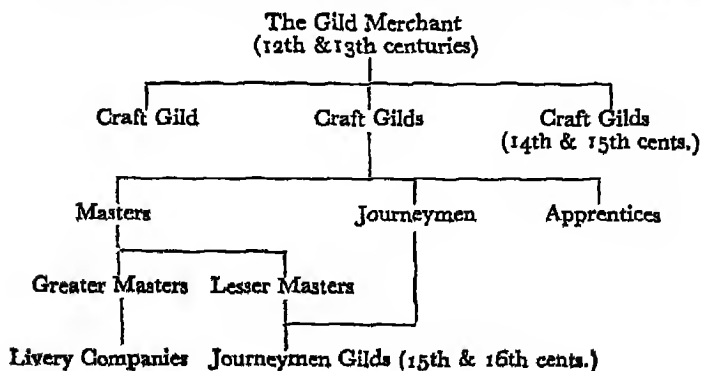 The Gild Merchant
(12th & 13th centuries)
Craft Gild Craft Gilds Craft Gilds
(14th & 15th cents.)
Masters Journeymen Apprentices
Greater Masters Lesser Masters
Livery Companies Journeymen Gilds (15th & 16th cents.)